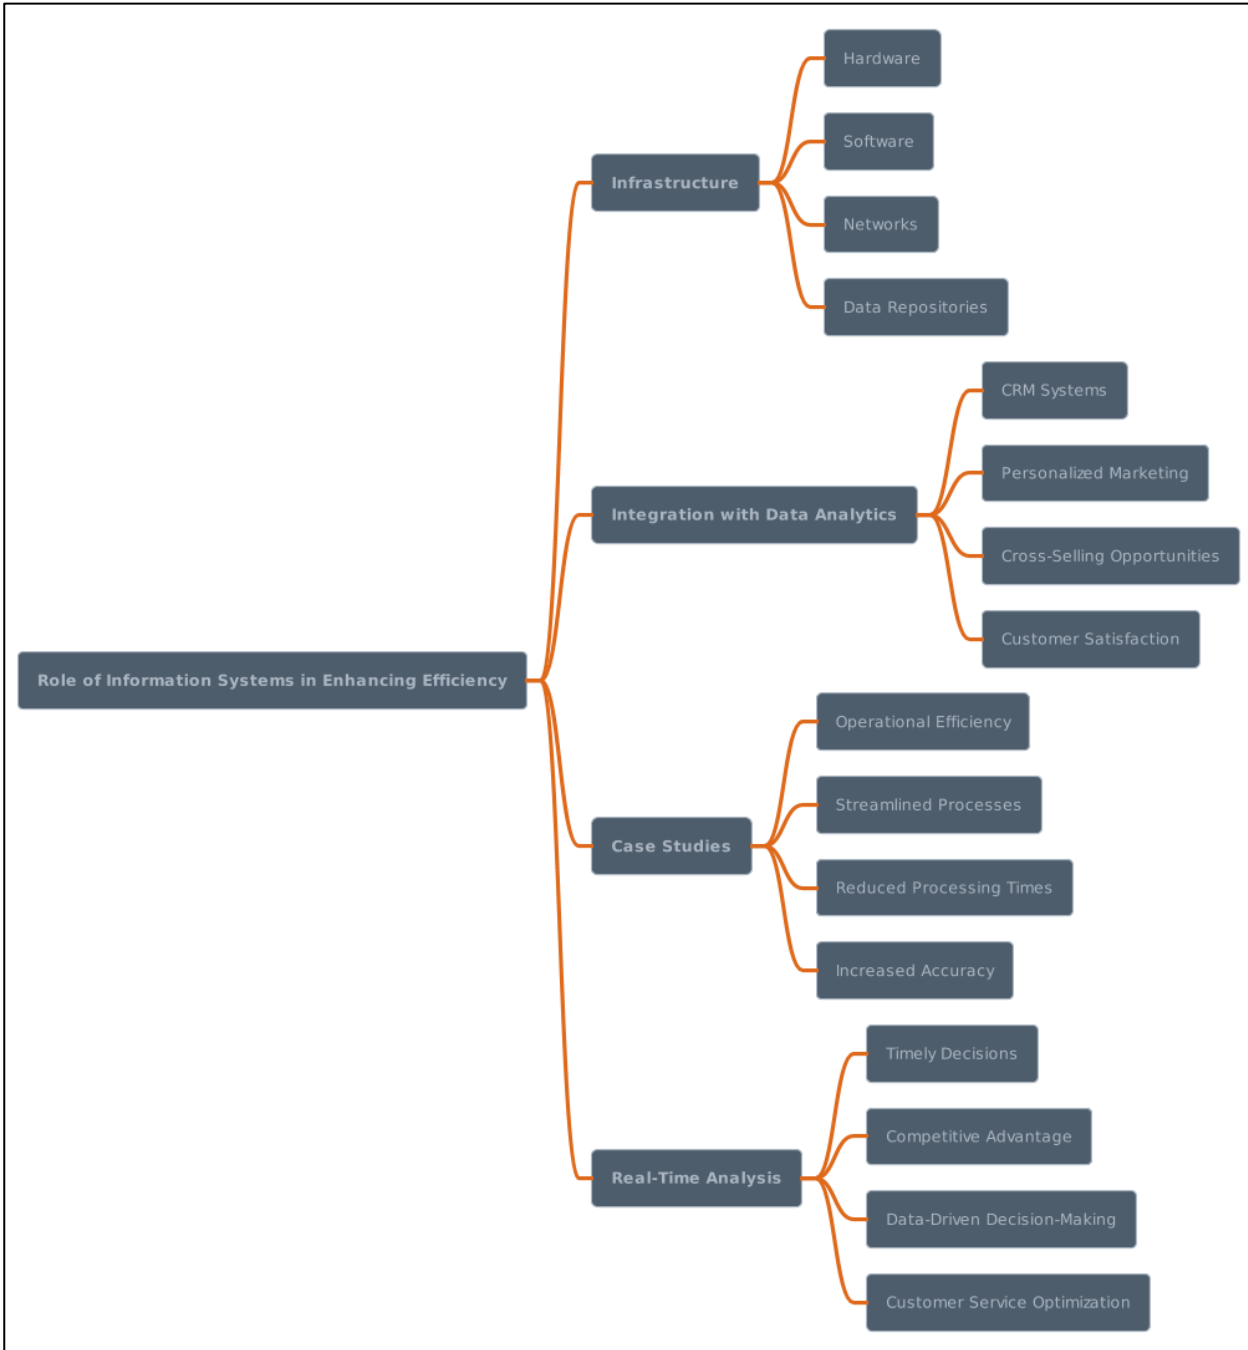 Role of Information Systems in Enhancing Efficiency
Infrastructure
Hardware
Software
Networks
Data Repositories
Integration with Data Analytics
CRM Systems
Personalized Marketing
Cross-Selling Opportunities
Customer Satisfaction
Case Studies
Operational Efficiency
Streamlined Processes
Reduced Processing Times
Increased Accuracy
Real-Time Analysis
Timely Decisions
Competitive Advantage
Data-Driven Decision-Making
Customer Service Optimization